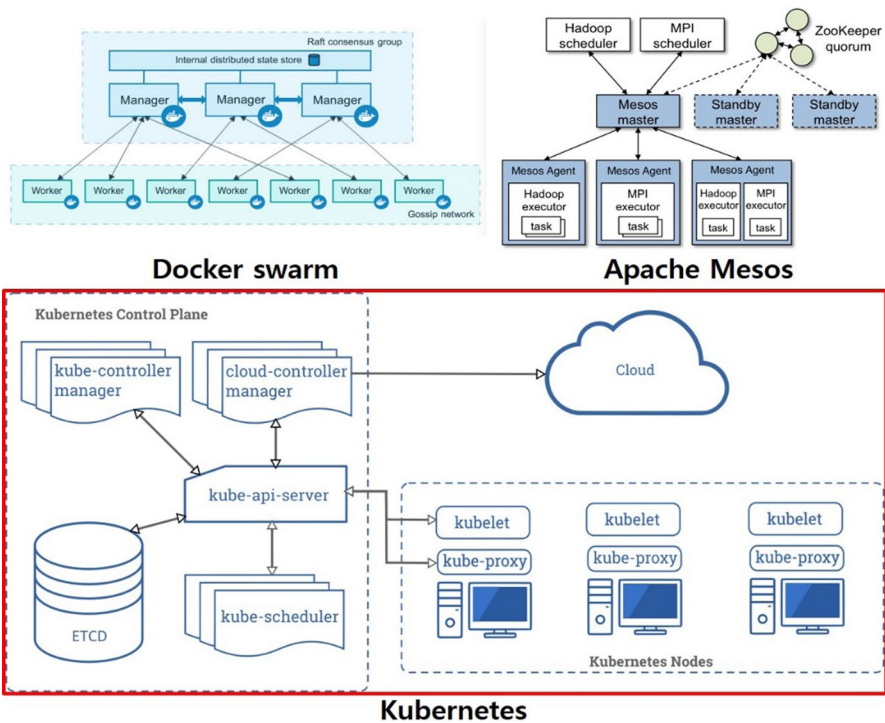 Raft consensus group
Internal distributed state store
Manager
Manager
Manager
Worker
Worker
Worker
Worker
Worker
Worker
Worker
Gossip network
Docker swarm
Hadoop
scheduler
MPI
scheduler
ZooKeeper
quorum
Mesos
master
Standby
master
Standby
master
Mesos Agent
Hadoop
executor
task
Mesos Agent
MPI
executor
task
Mesos Agent
Hadoop
executor
task
MPI
executor
task
Apache Mesos
Kubernetes Control Plane
kube-controller
manager
cloud-controller
manager
Cloud
kube-api-server
ETCD
kube-scheduler
kubelet
kube-proxy
kubelet
kube-proxy
kubelet
kube-proxy
Kubernetes Nodes
Kubernetes